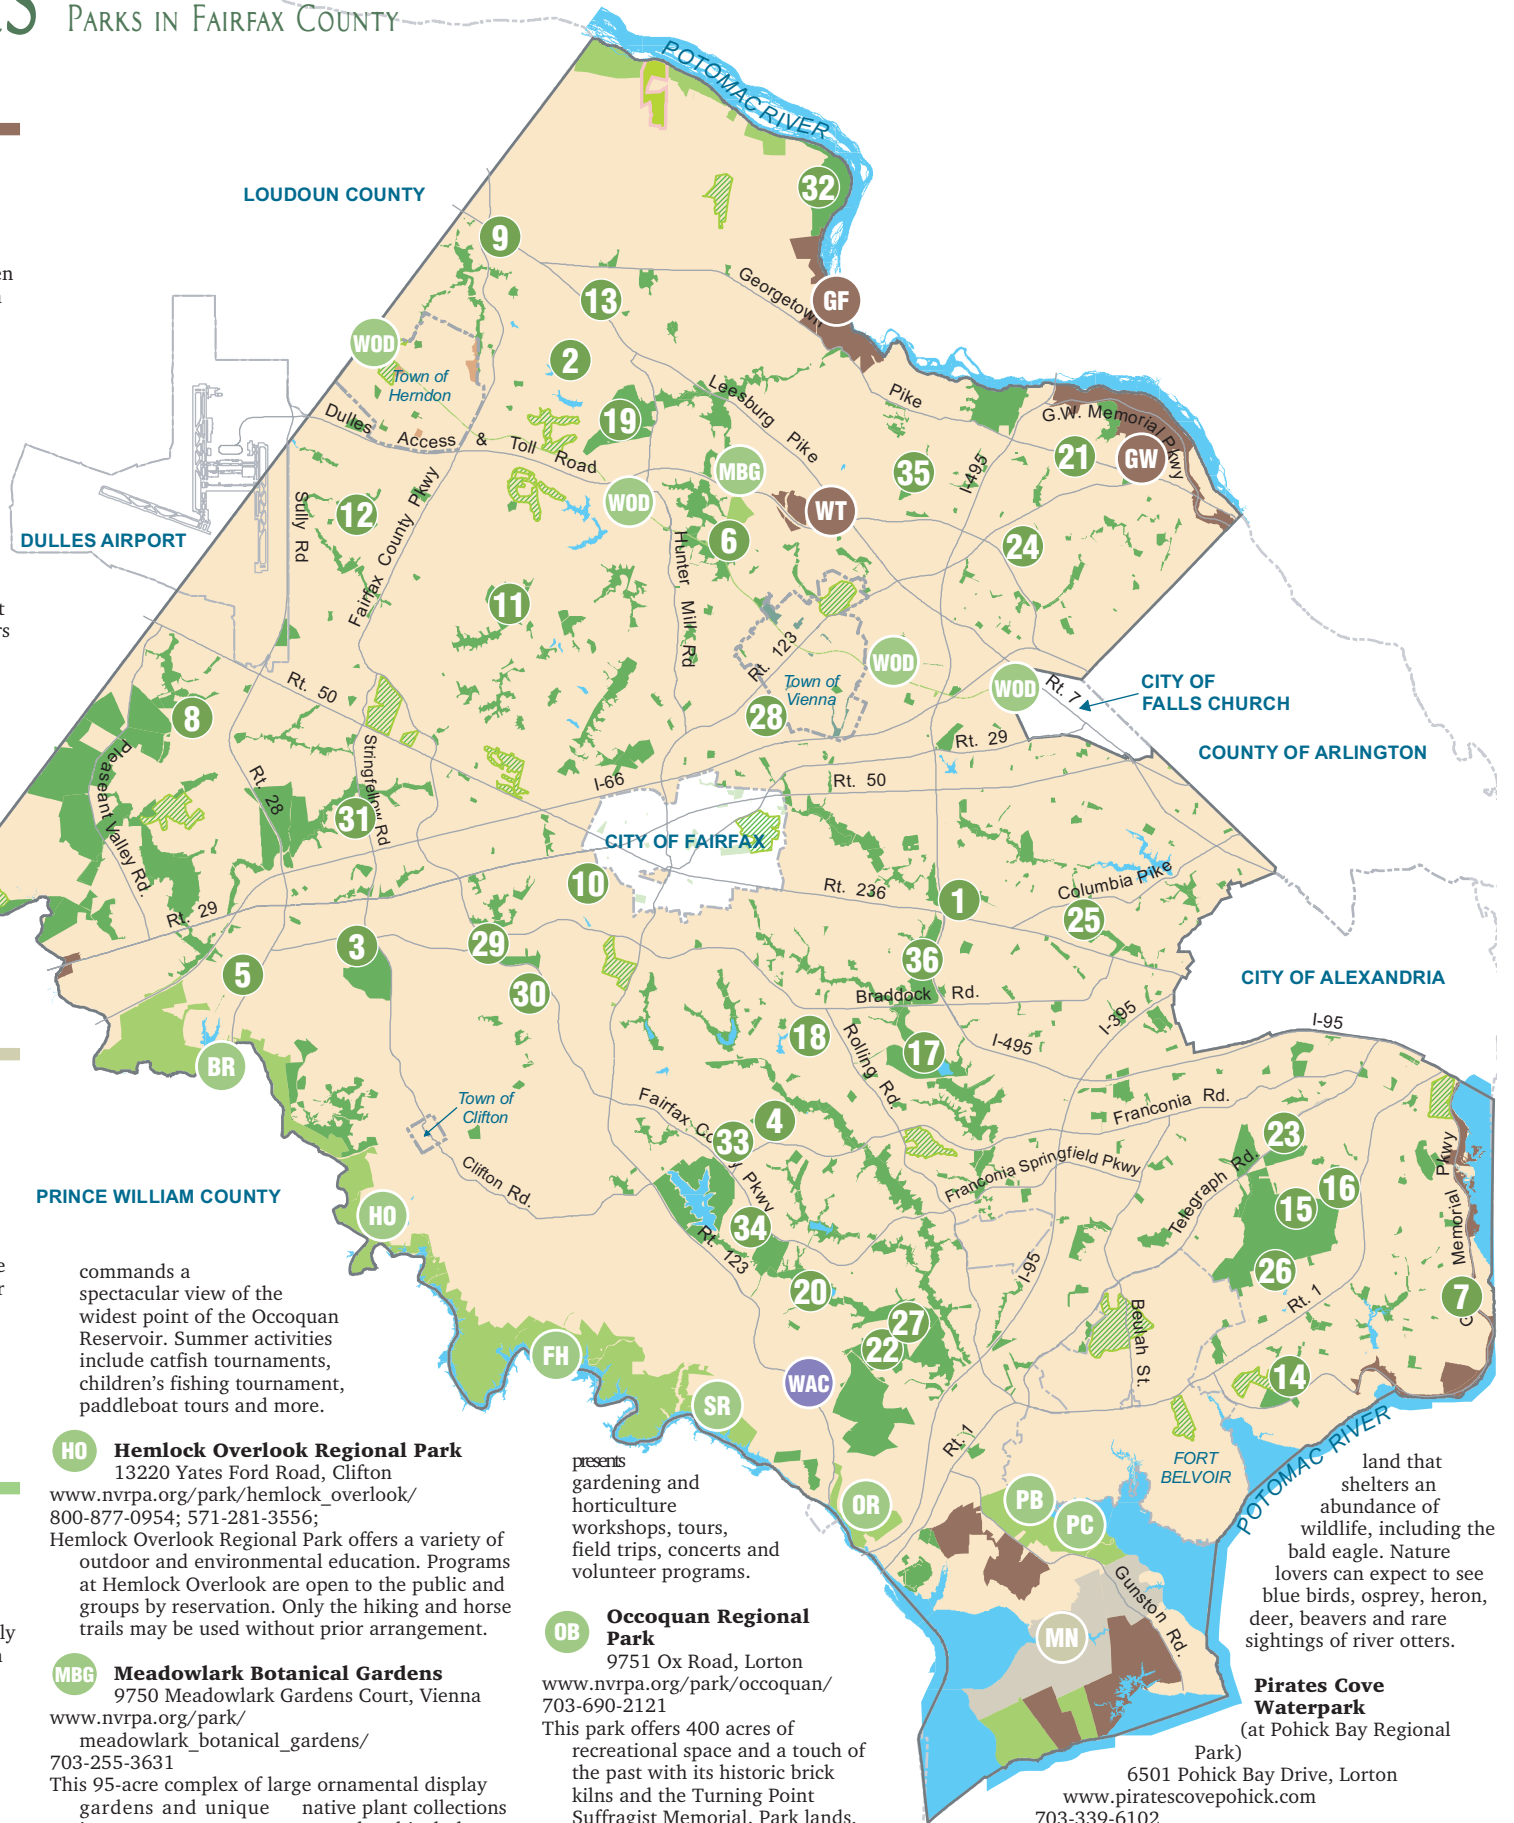 PARKS IN FAIRFAX COUNTY
POTOMAC RIVER
LOUDOUN COUNTY
32
9
13
Georgetown
GF
WOD
2
Town of
Herndon
Leesburg
Pike
Pike
G.W. Memorial Pkwy
Dulles
Access & Toll Road
19
MBG
35
I-495
21
GW
Sully Rd
12
Fairfax County Pkwy
WOD
WT
DULLES AIRPORT
Hunter Mill Rd
6
24
11
Rt. 123
WOD
Town of
Vienna
WOD
Rt. 7
CITY OF
FALLS CHURCH
Rt. 50
8
28
Rt. 29
COUNTY OF ARLINGTON
Pleaseant Valley Rd.
Rt. 28
Stringfellow Rd
I-66
Rt. 50
31
CITY OF FAIRFAX
10
Rt. 236
1
Columbia Pike
25
Rt. 29
3
29
36
5
30
Braddock Rd.
CITY OF ALEXANDRIA
I-395
I-95
18
Rolling Rd.
17
I-495
BR
Town of
Clifton
Fairfax Co
y Pkwy
33
4
Franconia Rd.
23
Clifton Rd.
Franconia Springfield Pkwy
Telegraph Rd.
Memorial Pkwy
PRINCE WILLIAM COUNTY
HO
34
15
16
Rt. 123
I-95
26
20
Rt. 1
7
G
27
22
Beulah St.
FH
WAC
14
SR
Rt. 1
FORT
BELVOIR
POTOMAC RIVER
OR
PB
PC
Gunston Rd.
MN
en
t
rs
e
r
ly
commands a
spectacular view of the
widest point of the Occoquan
Reservoir. Summer activities
include catfish tournaments,
children's fishing tournament,
paddleboat tours and more.
HO Hemlock Overlook Regional Park
13220 Yates Ford Road, Clifton
www.nvrpa.org/park/hemlock_overlook/
800-877-0954; 571-281-3556;
Hemlock Overlook Regional Park offers a variety of
outdoor and environmental education. Programs
at Hemlock Overlook are open to the public and
groups by reservation. Only the hiking and horse
trails may be used without prior arrangement.
MBG Meadowlark Botanical Gardens
9750 Meadowlark Gardens Court, Vienna
www.nvrpa.org/park/
meadowlark_botanical_gardens/
703-255-3631
This 95-acre complex of large ornamental display
gardens and unique native plant collections
presents
gardening and
horticulture
workshops, tours,
field trips, concerts and
volunteer programs.
OB Occoquan Regional
Park
9751 Ox Road, Lorton
www.nvrpa.org/park/occoquan/
703-690-2121
This park offers 400 acres of
recreational space and a touch of
the past with its historic brick
kilns and the Turning Point
Suffragist Memorial. Park lands,
land that
shelters an
abundance of
wildlife, including the
bald eagle. Nature
lovers can expect to see
blue birds, osprey, heron,
deer, beavers and rare
sightings of river otters.
Pirates Cove
Waterpark
(at Pohick Bay Regional
Park)
6501 Pohick Bay Drive, Lorton
www.piratescovepohick.com
703-339-6102